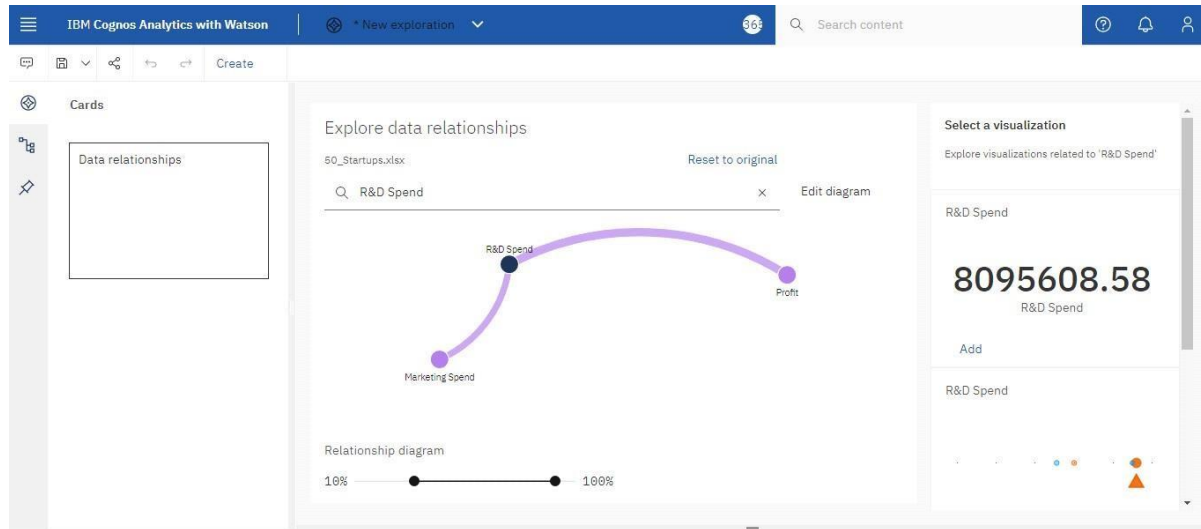 IBM Cognos Analytics with Watson
* New exploration
Search content
Create
Cards
Data relationships
Explore data relationships
50_Startups.xlsx
Reset to original
R&D Spend
Edit diagram
R&D Spend
Profit
Marketing Spend
Relationship diagram
10%
100%
Select a visualization
Explore visualizations related to 'R&D Spend'
R&D Spend
8095608.58
R&D Spend
Add
R&D Spend